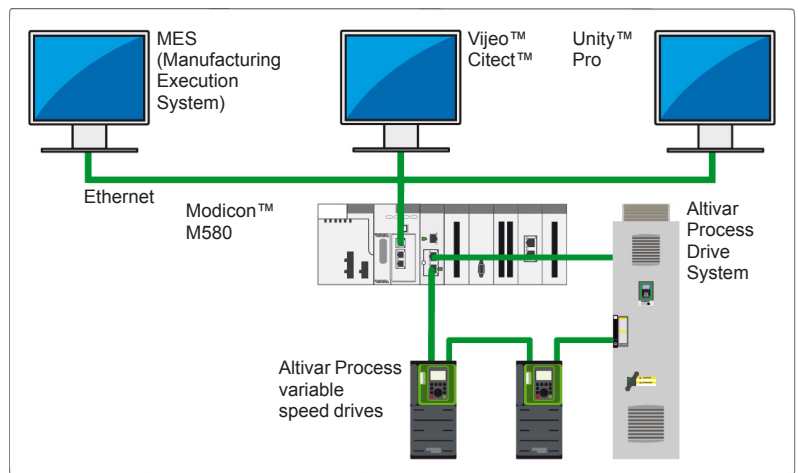 MES
(Manufacturing
Execution
System)
Vijeo™
Citect™
Unity™
Pro
Ethernet
Modicon™
M580
Altivar
Process
Drive
System
Altivar Process
variable
speed drives